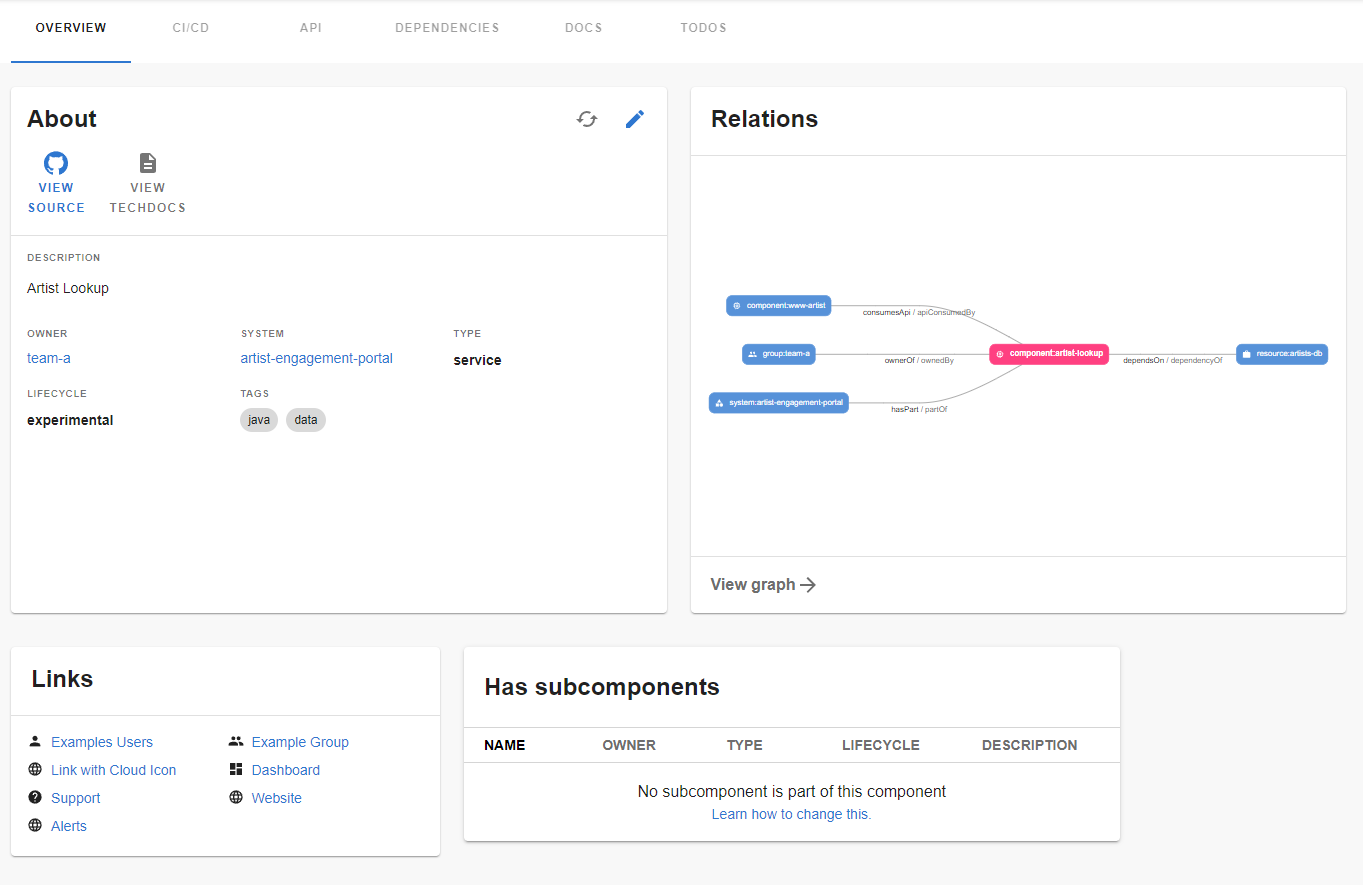 OVERVIEW CI/CD API DEPENDENCIES DOCS TODOS
About
VIEW
SOURCE
VIEW
TECHDOCS
DESCRIPTION
Artist Lookup
OWNER SYSTEM TYPE
team-a artist-engagement-portal service
LIFECYCLE TAGS
experimental java data
Relations
component:www-artist
consumesApi / apiConsumedBy
group:team-a
ownerOf / ownedBy
component:artist-lookup
dependsOn / dependencyOf
resource:artists-db
system:artist-engagement-portal
hasPart / partOf
View graph
Links
Examples Users Example Group
Link with Cloud Icon Dashboard
Support Website
Alerts
Has subcomponents
NAME OWNER TYPE LIFECYCLE DESCRIPTION
No subcomponent is part of this component
Learn how to change this.